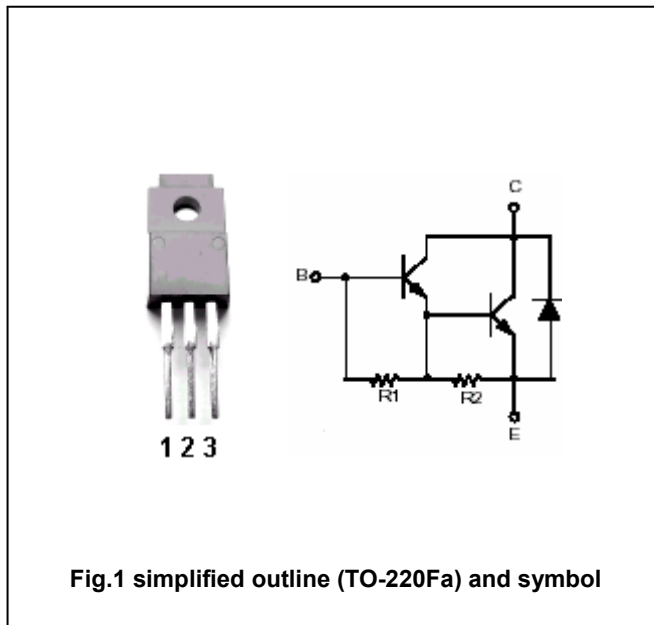 C
B
R1 R2
E
1 2 3
Fig.1 simplified outline (TO-220Fa) and symbol